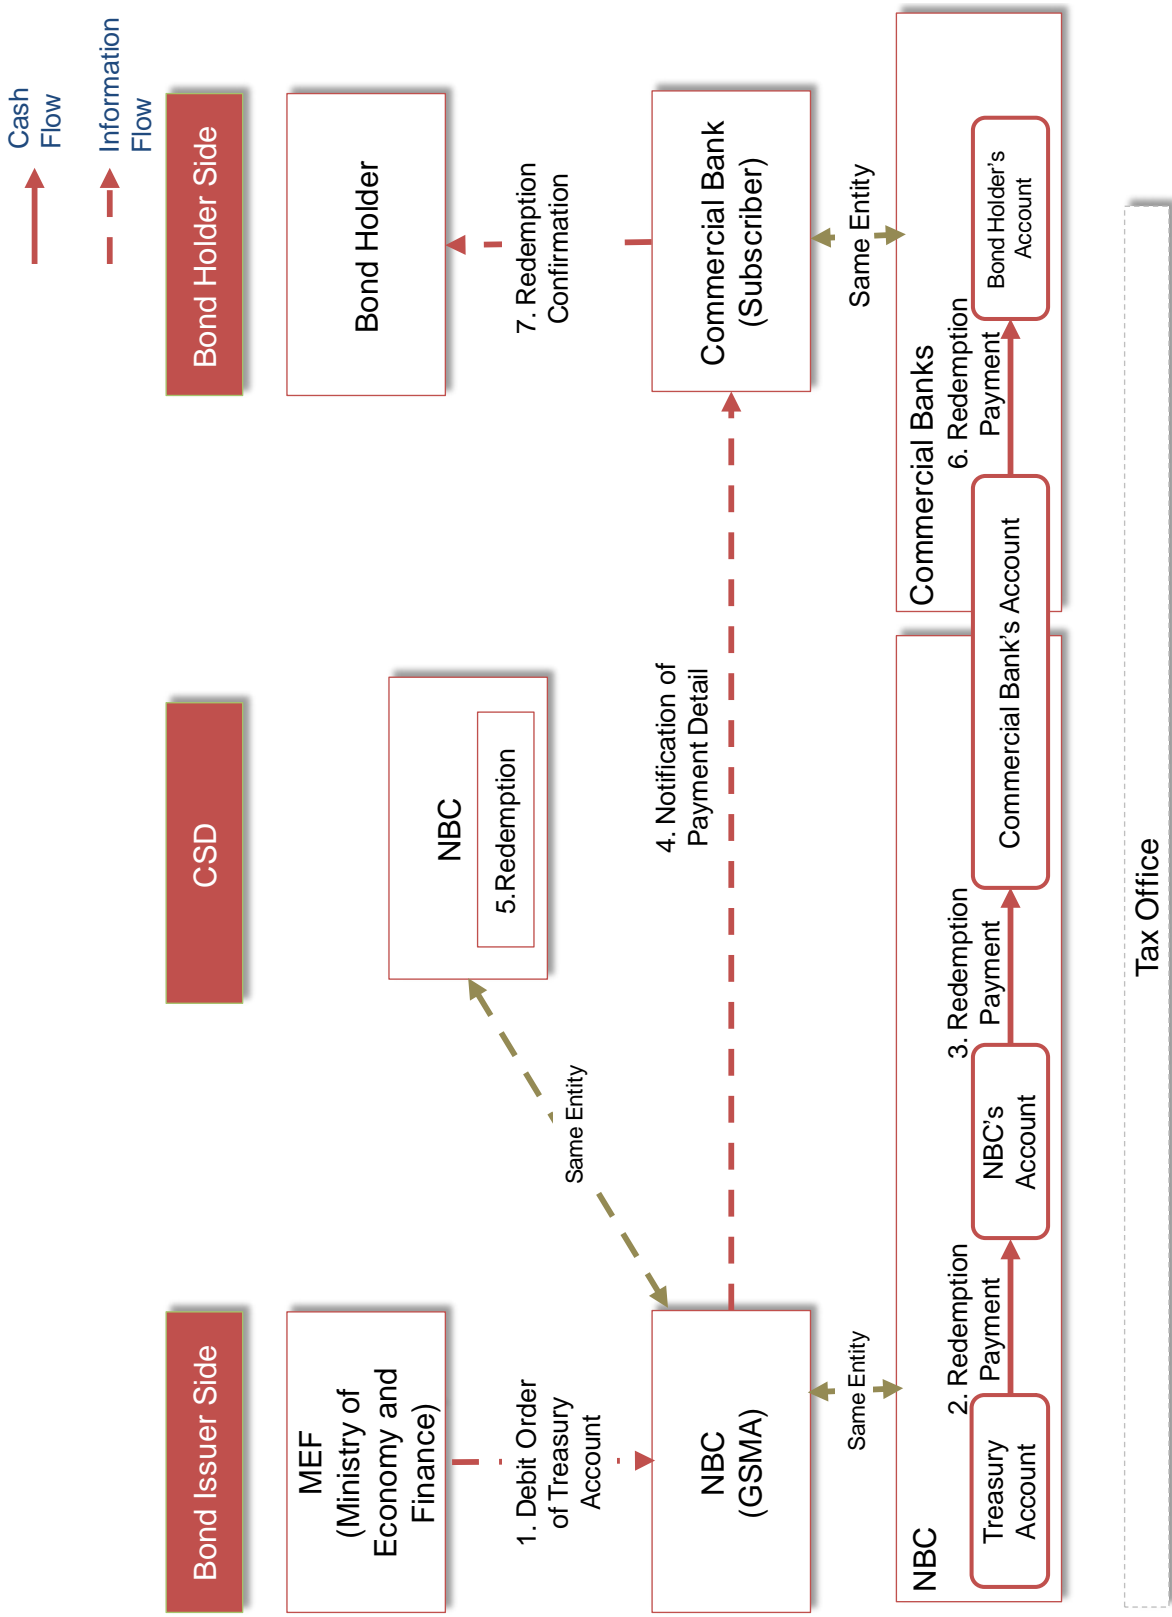 Cash
Flow
Information
Flow
Bond Issuer Side
CSD
Bond Holder Side
MEF
(Ministry of
Economy and
Finance)
Bond Holder
NBC
5.Redemption
1. Debit Order
of Treasury
Account
Same Entity
7. Redemption
Confirmation
NBC
(GSMA)
4. Notification of
Payment Detail
Commercial Bank
(Subscriber)
Same Entity
Same Entity
NBC
Commercial Banks
2. Redemption
Payment
3. Redemption
Payment
6. Redemption
Payment
Treasury
Account
NBC's
Account
Commercial Bank's Account
Bond Holder's
Account
Tax Office